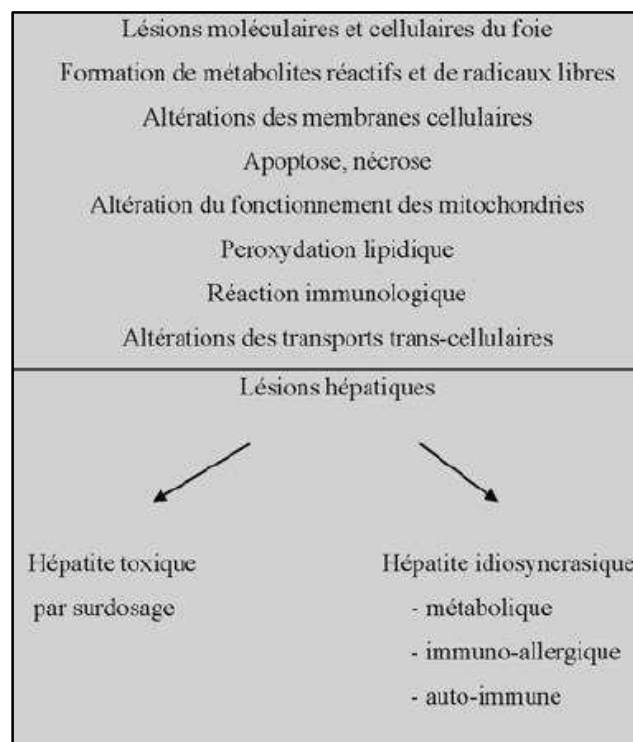 Lésions moléculaires et cellulaires du foie
Formation de métabolites réactifs et de radicaux libres
Altérations des membranes cellulaires
Apoptose, nécrose
Altération du fonctionnement des mitochondries
Peroxydation lipidique
Réaction immunologique
Altérations des transports trans-cellulaires
Lésions hépatiques
Hépatite toxique
par surdosage
Hépatite idiosyncrasique
- métabolique
- immuno-allergique
- auto-immune